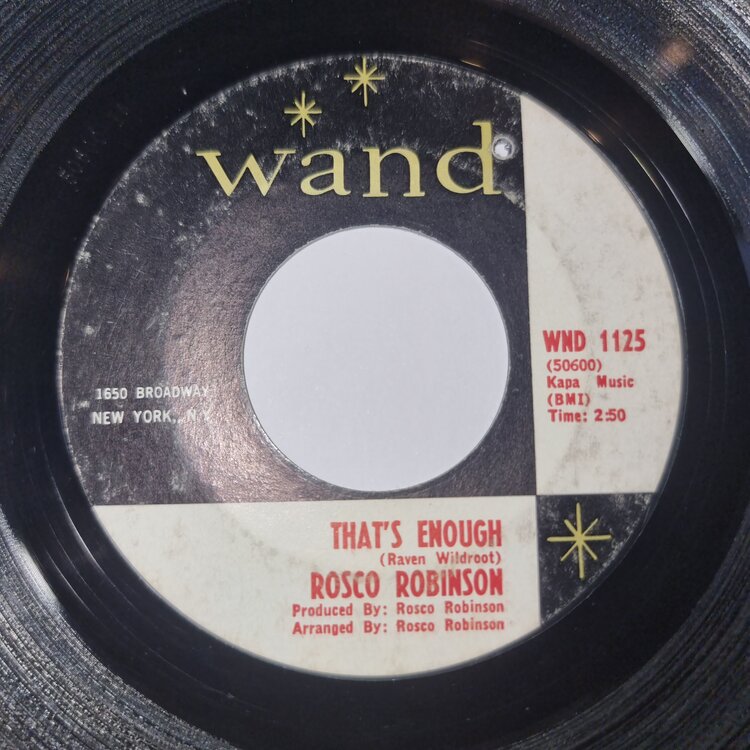 wand
WND 1125
(50600)
Kapa Music
(BMI)
Time: 2:50
1650 BROADWAY
NEW YORK, N.Y.
THAT'S ENOUGH
(Raven Wildroot)
ROSCO ROBINSON
Produced By: Rosco Robinson
Arranged By: Rosco Robinson